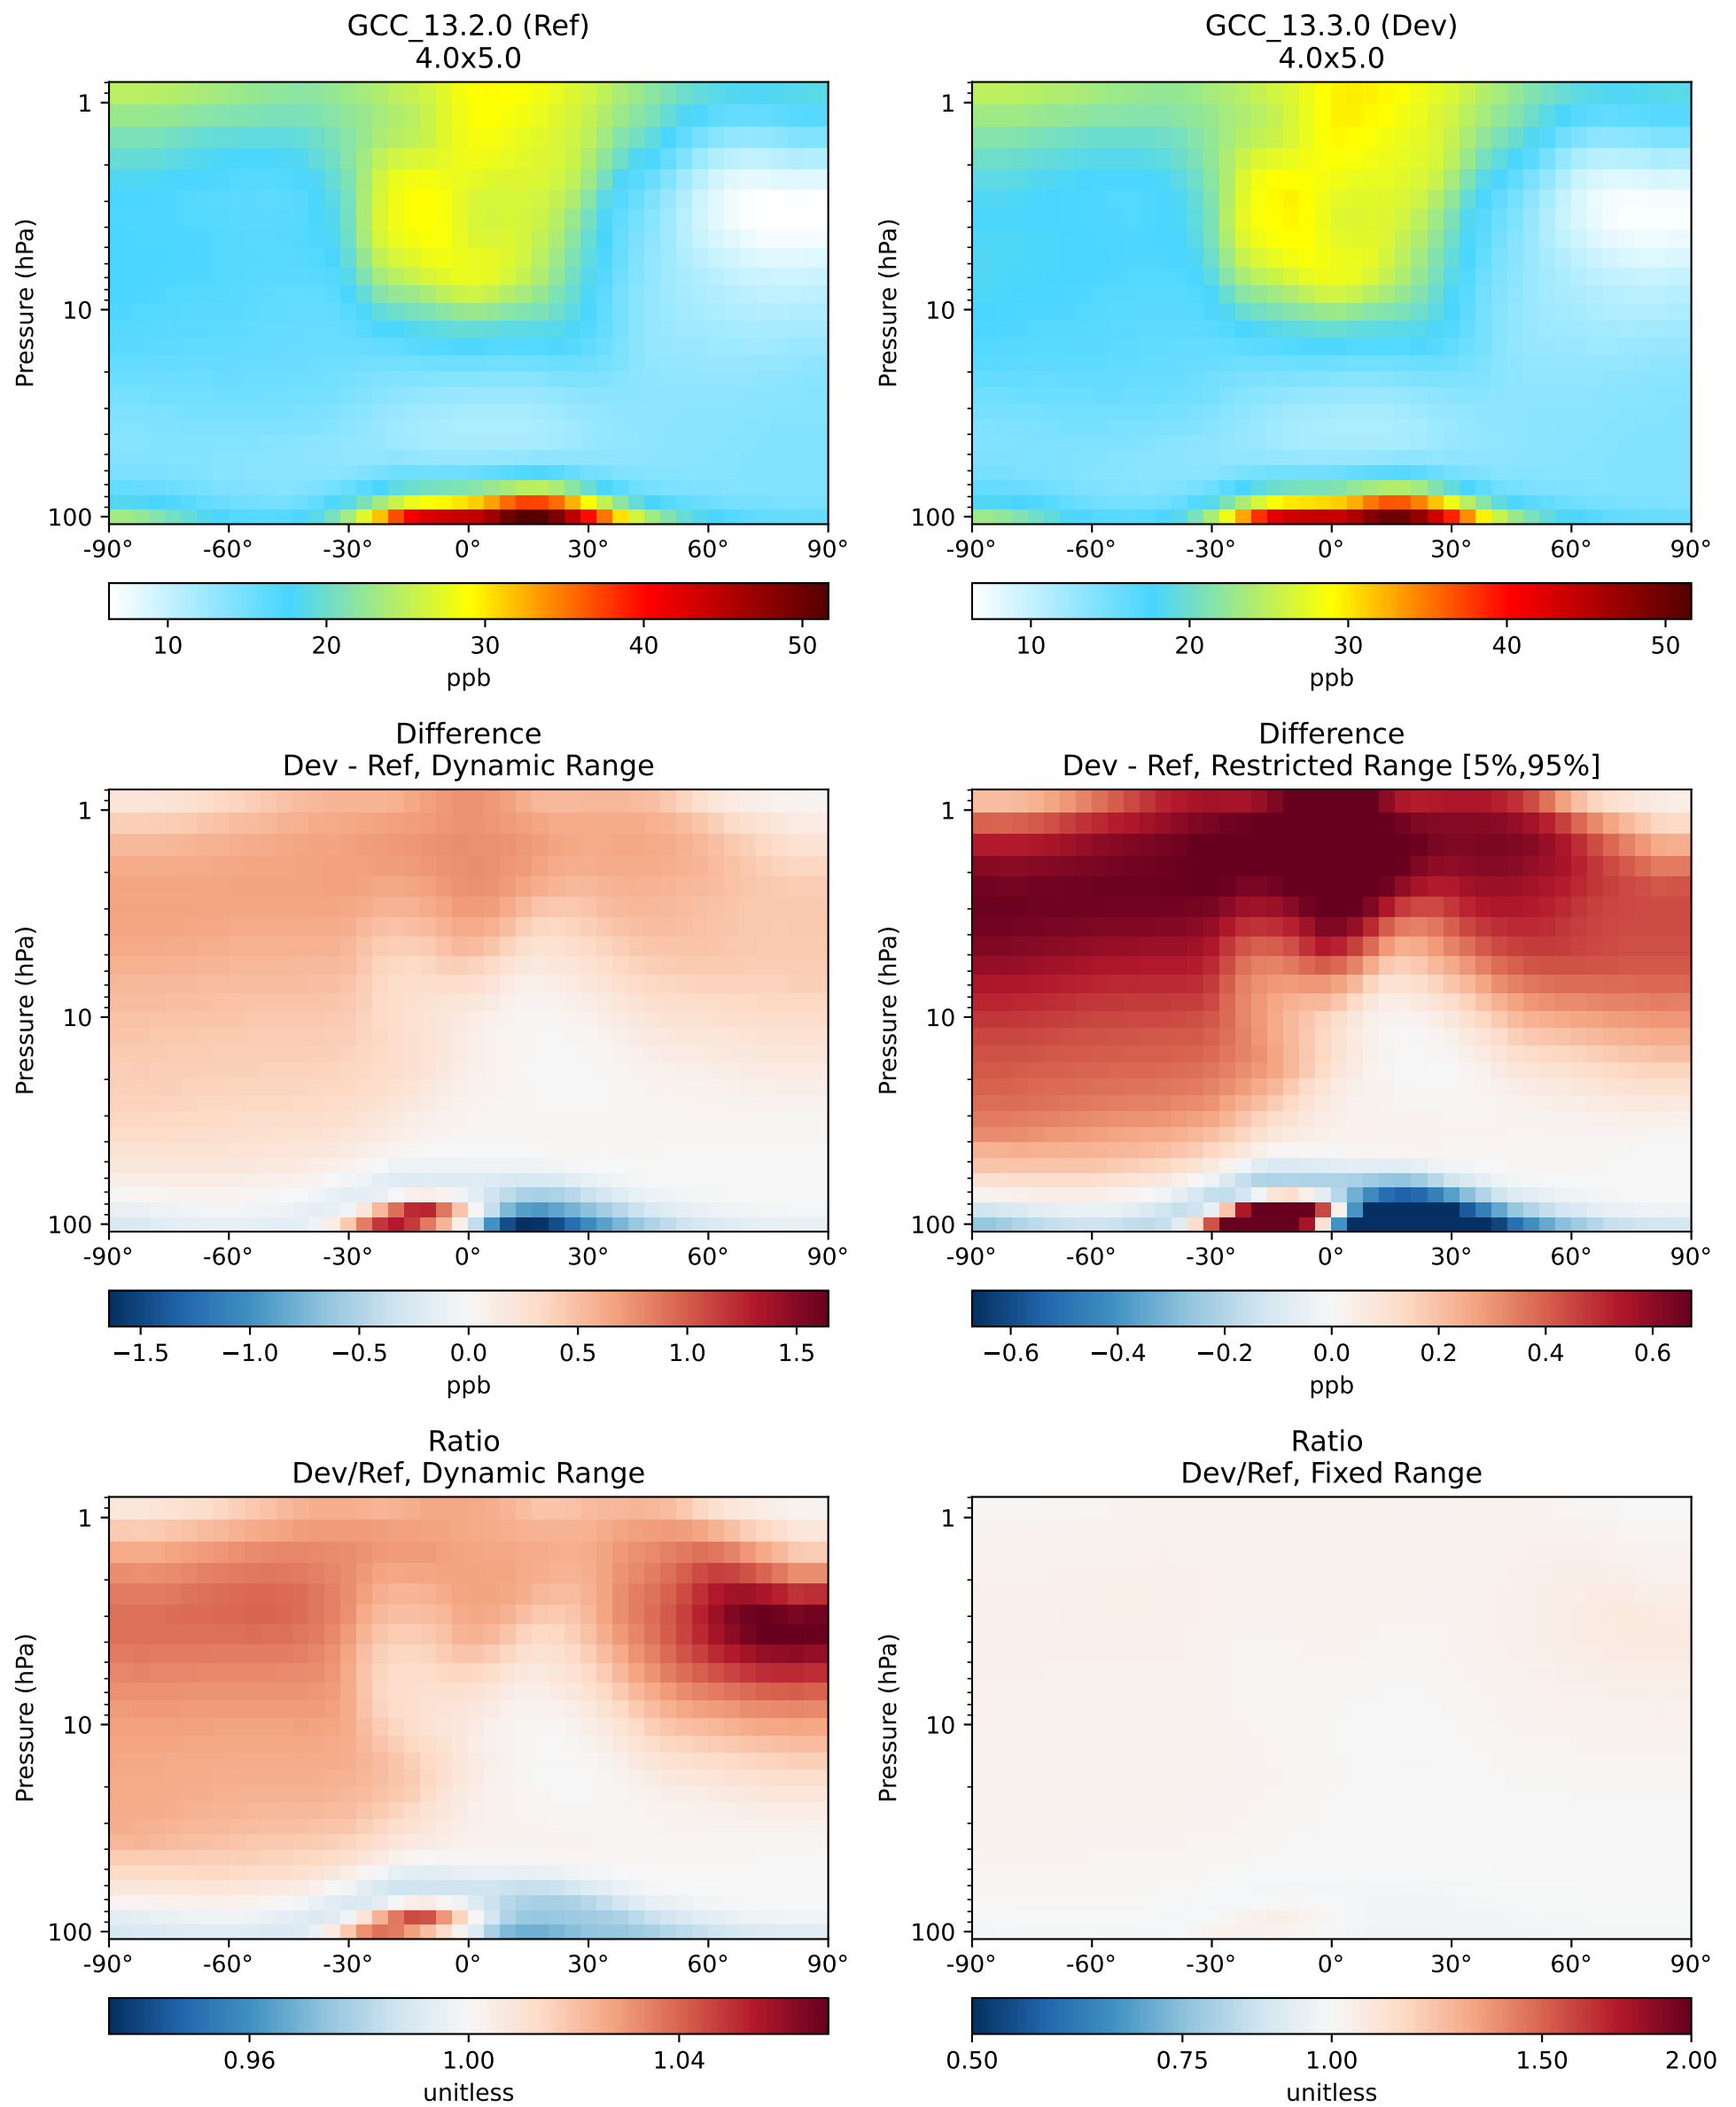 GCC_13.2.0 (Ref)
4.0x5.0
Pressure (hPa)
1
10
100
-90° -60° -30° 0° 30° 60° 90°
10 20 30 40 50
ppb
GCC_13.3.0 (Dev)
4.0x5.0
Pressure (hPa)
1
10
100
-90° -60° -30° 0° 30° 60° 90°
10 20 30 40 50
ppb
Difference
Dev - Ref, Dynamic Range
Pressure (hPa)
1
10
100
-90° -60° -30° 0° 30° 60° 90°
−1.5 −1.0 −0.5 0.0 0.5 1.0 1.5
ppb
Difference
Dev - Ref, Restricted Range [5%,95%]
Pressure (hPa)
1
10
100
-90° -60° -30° 0° 30° 60° 90°
−0.6 −0.4 −0.2 0.0 0.2 0.4 0.6
ppb
Ratio
Dev/Ref, Dynamic Range
Pressure (hPa)
1
10
100
-90° -60° -30° 0° 30° 60° 90°
0.96 1.00 1.04
unitless
Ratio
Dev/Ref, Fixed Range
Pressure (hPa)
1
10
100
-90° -60° -30° 0° 30° 60° 90°
0.50 0.75 1.00 1.50 2.00
unitless